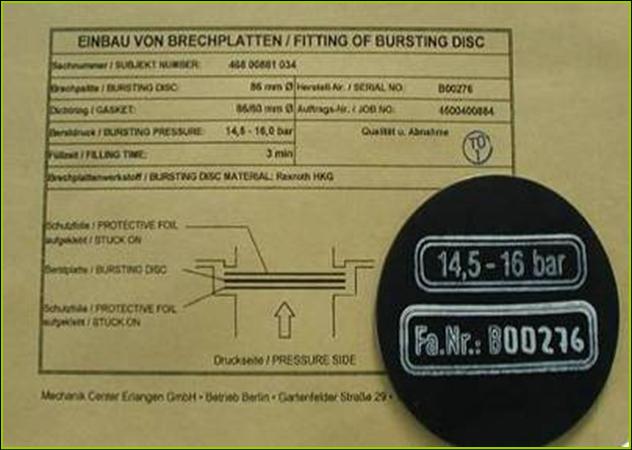 EINBAU VON BRECHPLATTEN / FITTING OF BURSTING DISC
Sachnummer / SUBJEKT NUMBER: 468 00881 034
Brechplatte / BURSTING DISC: 86 mm Ø Herstell-Nr. / SERIAL NO. B00276
Dichtring / GASKET: 86/60 mm Ø Auftrags-Nr. / JOB NO.: 4600400884
Berstdruck / BURSTING PRESSURE: 14,5 - 16,0 bar Qualität u. Abnahme
Füllzeit / FILLING TIME: 3 min
TO
1
Brechplattenwerkstoff / BURSTING DISC MATERIAL: Rexroth HKG
Schutzfolie / PROTECTIVE FOIL
aufgeklebt / STUCK ON
Berstplatte / BURSTING DISC
Schutzfolie / PROTECTIVE FOIL
aufgeklebt / STUCK ON
Druckseite / PRESSURE SIDE
Mechanik Center Erlangen GmbH • Betrieb Berlin • Gartenfelder Straße 29 •
14,5 - 16 bar
Fa.Nr.: B00276